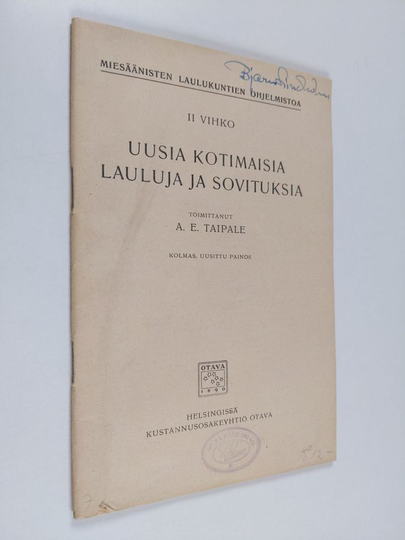 MIESÄÄNISTEN LAULUKUNTIEN OHJELMISTOA
II VIHKO
UUSIA KOTIMAISIA
LAULUJA JA SOVITUKSIA
TOIMITTANUT
A. E. TAIPALE
KOLMAS, UUSITTU PAINOS
OTAVA
1890
HELSINGISSÄ
KUSTANNUSOSAKEYHTIÖ OTAVA